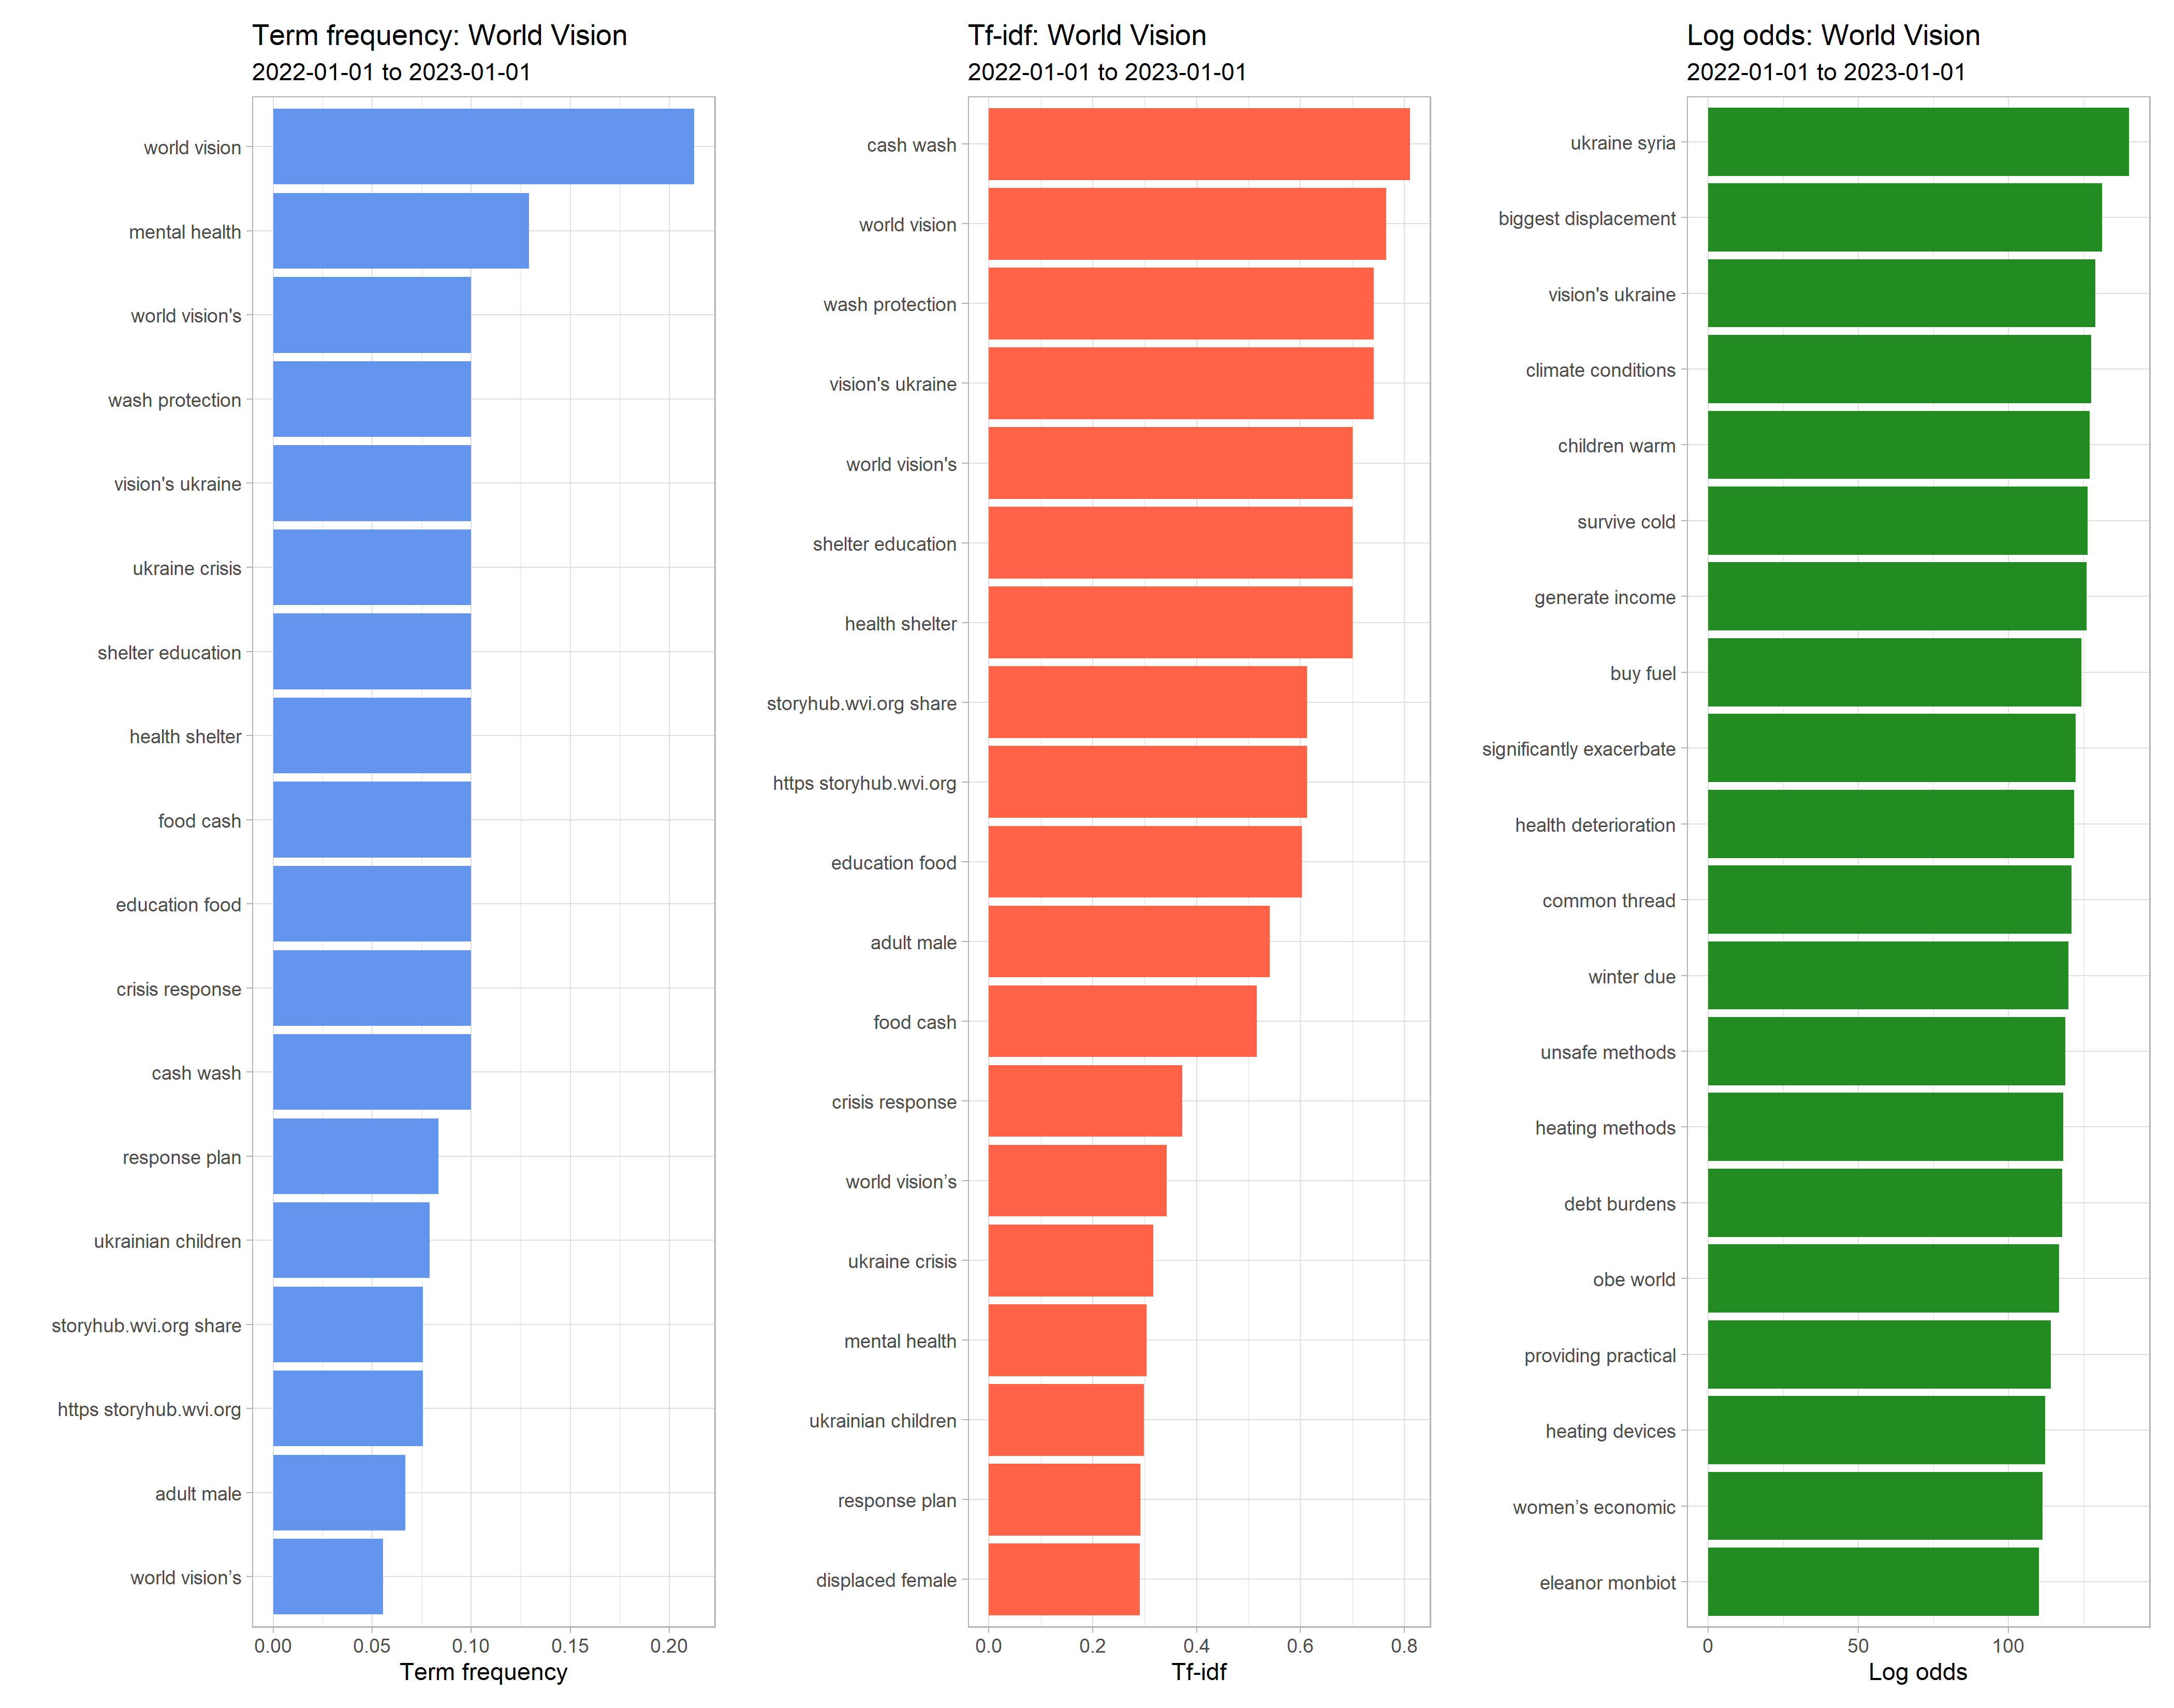 Term frequency: World Vision
2022-01-01 to 2023-01-01
world vision
mental health
world vision's
wash protection
vision's ukraine
ukraine crisis
shelter education
health shelter
food cash
education food
crisis response
cash wash
response plan
ukrainian children
storyhub.wvi.org share
https storyhub.wvi.org
adult male
world vision’s
0.00 0.05 0.10 0.15 0.20
Term frequency
Tf-idf: World Vision
2022-01-01 to 2023-01-01
cash wash
world vision
wash protection
vision's ukraine
world vision's
shelter education
health shelter
storyhub.wvi.org share
https storyhub.wvi.org
education food
adult male
food cash
crisis response
world vision’s
ukraine crisis
mental health
ukrainian children
response plan
displaced female
0.0 0.2 0.4 0.6 0.8
Tf-idf
Log odds: World Vision
2022-01-01 to 2023-01-01
ukraine syria
biggest displacement
vision's ukraine
climate conditions
children warm
survive cold
generate income
buy fuel
significantly exacerbate
health deterioration
common thread
winter due
unsafe methods
heating methods
debt burdens
obe world
providing practical
heating devices
women’s economic
eleanor monbiot
0 50 100
Log odds